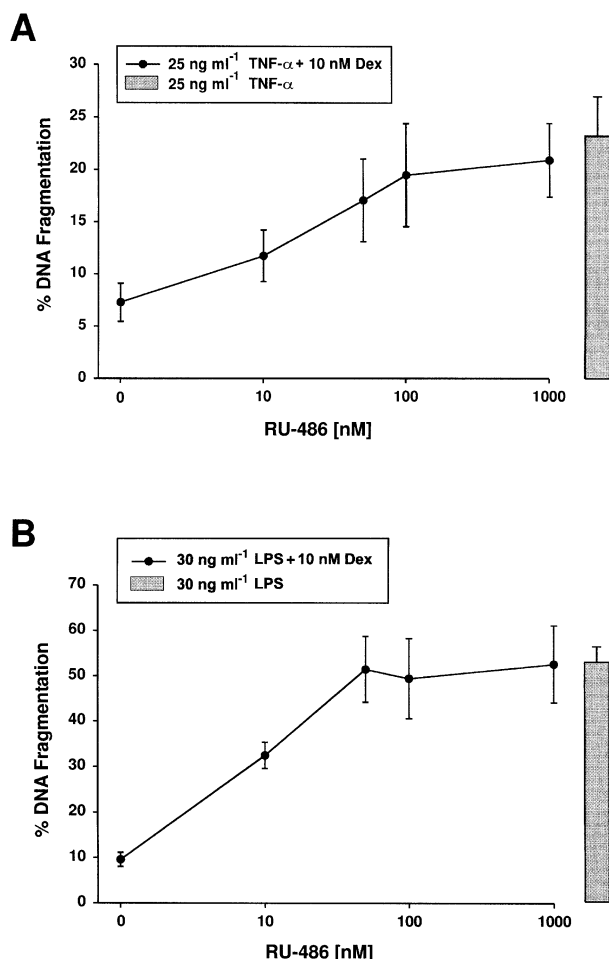 A
25 ng ml⁻¹ TNF-α + 10 nM Dex
25 ng ml⁻¹ TNF-α
30
25
20
15
10
5
0
% DNA Fragmentation
0 10 100 1000
RU-486 [nM]
B
30 ng ml⁻¹ LPS + 10 nM Dex
30 ng ml⁻¹ LPS
70
60
50
40
30
20
10
0
% DNA Fragmentation
0 10 100 1000
RU-486 [nM]